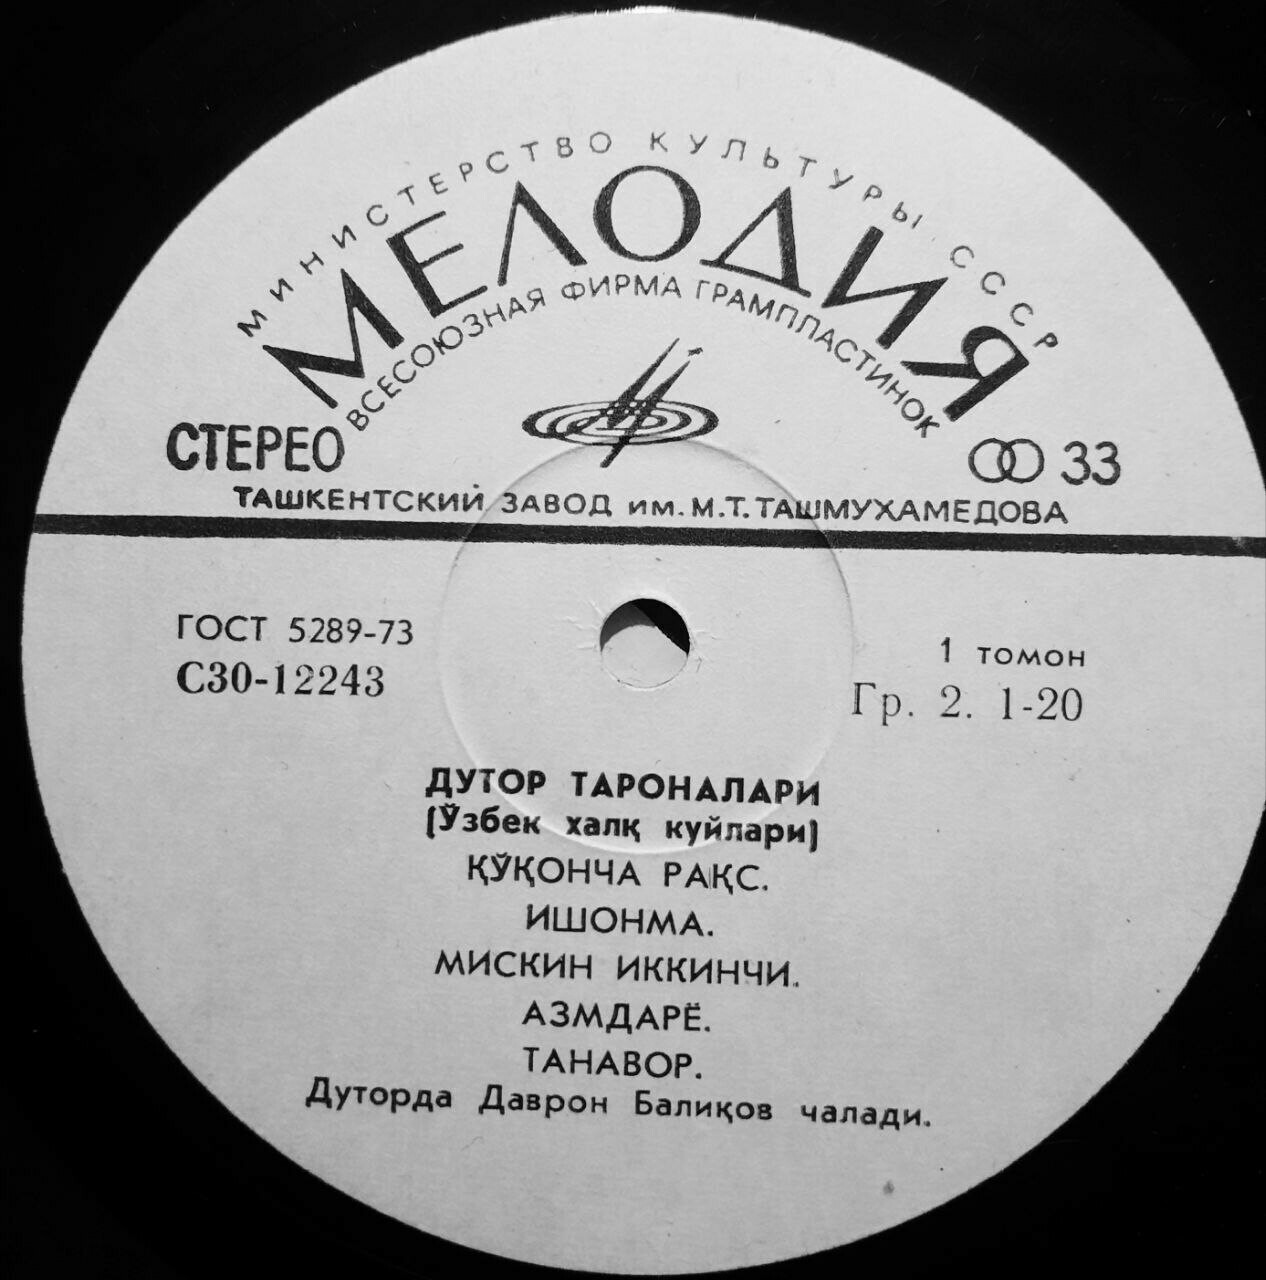 МИНИСТЕРСТВО КУЛЬТУРЫ СССР
МЕЛОДИЯ
ВСЕСОЮЗНАЯ ФИРМА ГРАМПЛАСТИНОК
СТЕРЕО
33
ТАШКЕНТСКИЙ ЗАВОД им. М.Т. ТАШМУХАМЕДОВА
ГОСТ 5289-73
1 томон
С30-12243
Гр. 2. 1-20
ДУТОР ТАРОНАЛАРИ
(Ўзбек халқ куйлари)
ҚЎҚОНЧА РАҚС.
ИШОНМА.
МИСКИН ИККИНЧИ.
АЗМДАРЁ.
ТАНАВОР.
Дуторда Даврон Балиқов чалади.